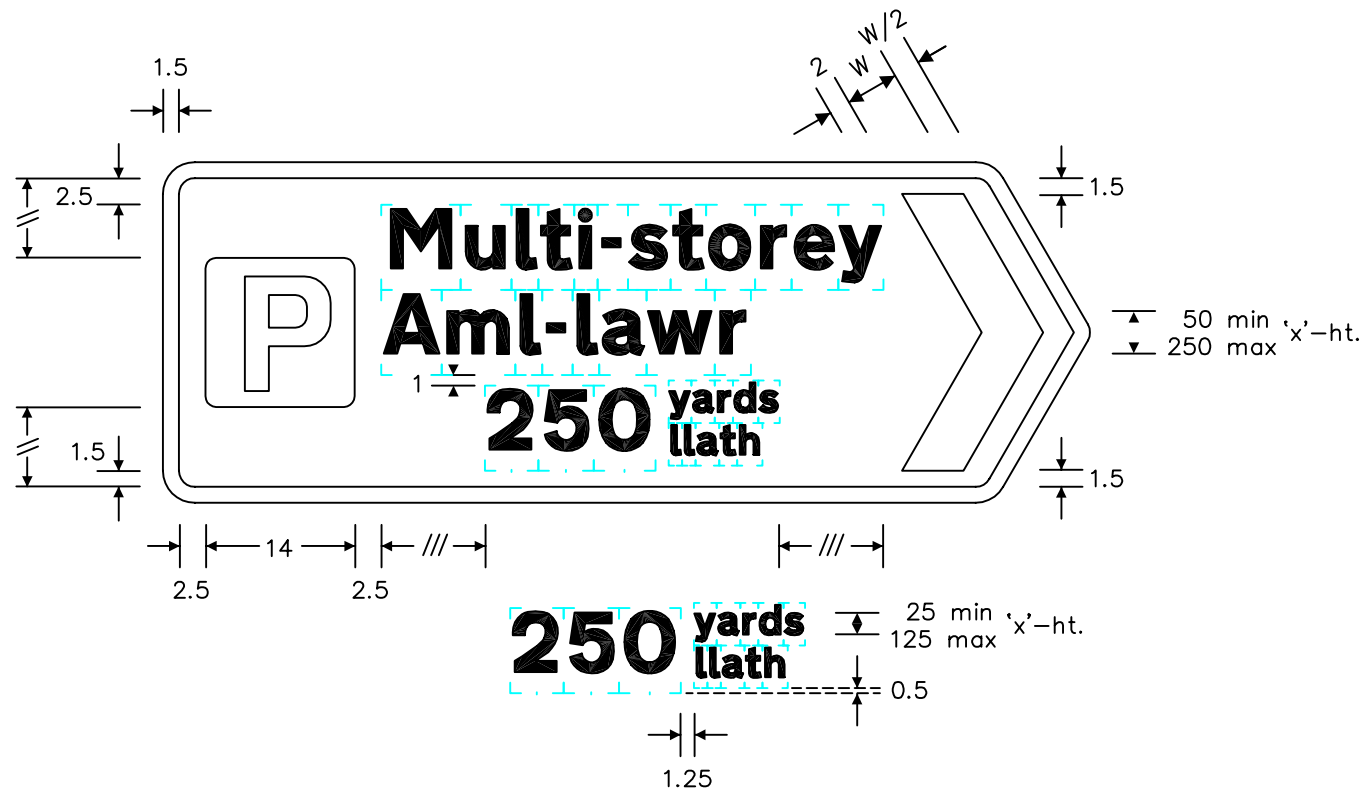 W/2
2
W
1.5
2.5
//
1.5
Multi-storey
P
Aml-lawr
50 min
250 max
'x'-ht.
1
250 yards
llath
//
1.5
1.5
14
///
///
2.5
2.5
250 yards
llath
25 min
125 max
'x'-ht.
0.5
1.25